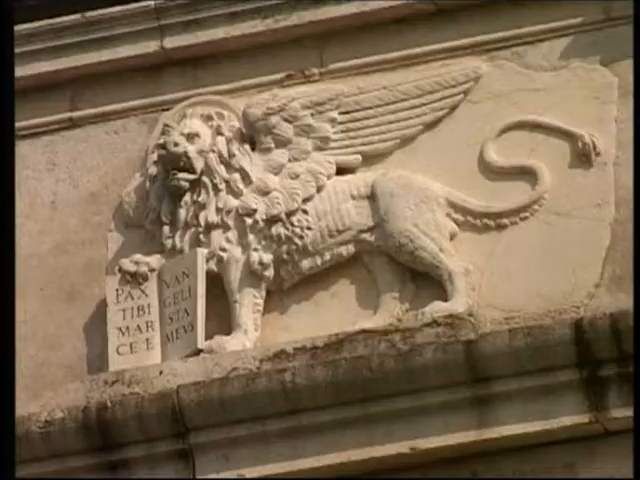 PAX
TIBI
MAR
CE E
VAN
GELI
STA
MEVS